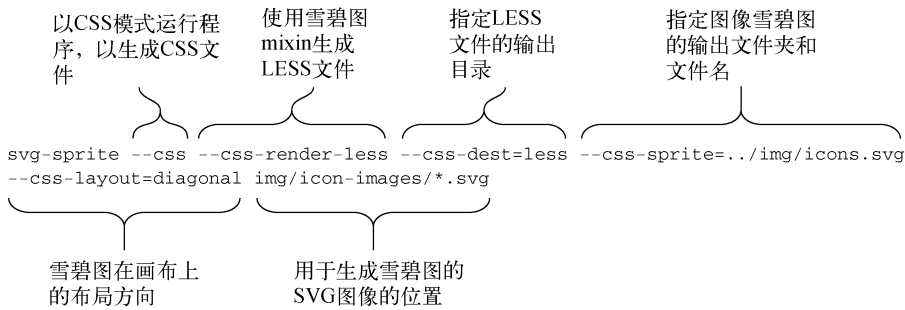 以CSS模式运行程
序，以生成CSS文
件
使用雪碧图
mixin生成
LESS文件
指定LESS
文件的输出
目录
指定图像雪碧图
的输出文件夹和
文件名
svg-sprite --css --css-render-less --css-dest=less --css-sprite=../img/icons.svg
--css-layout=diagonal img/icon-images/*.svg
雪碧图在画布上
的布局方向
用于生成雪碧图的
SVG图像的位置